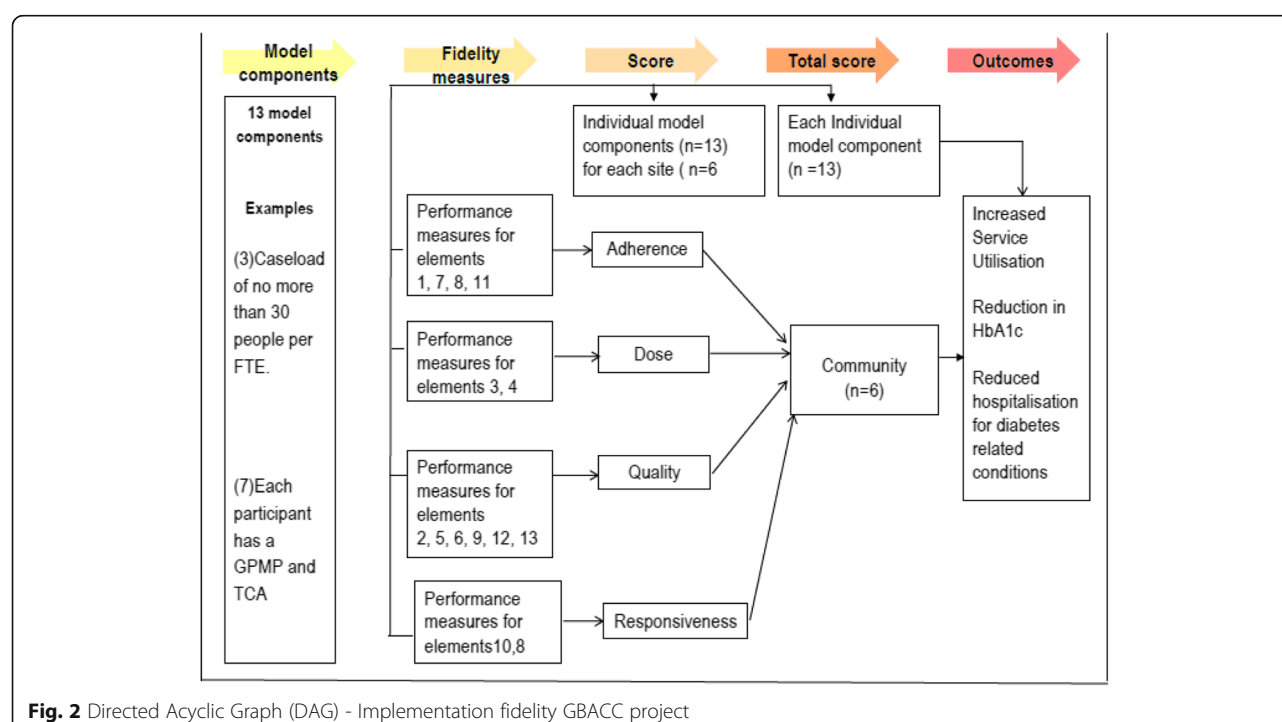 Model
components
Fidelity
measures
Score
Total score
Outcomes
13 model
components
Examples
(3)Caseload
of no more
than 30
people per
FTE.
(7)Each
participant
has a
GPMP and
TCA
Performance
measures for
elements
1, 7, 8, 11
Performance
measures for
elements 3, 4
Performance
measures for
elements
2, 5, 6, 9, 12, 13
Performance
measures for
elements10,8
Individual model
components (n=13)
for each site ( n=6
Adherence
Dose
Quality
Responsiveness
Each Individual
model component
(n =13)
Community
(n=6)
Increased
Service
Utilisation
Reduction in
HbA1c
Reduced
hospitalisation
for diabetes
related
conditions
Fig. 2 Directed Acyclic Graph (DAG) - Implementation fidelity GBACC project